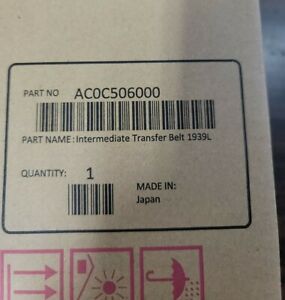 PART NO AC0C506000
PART NAME: Intermediate Transfer Belt 1939L
QUANTITY: 1
MADE IN:
Japan